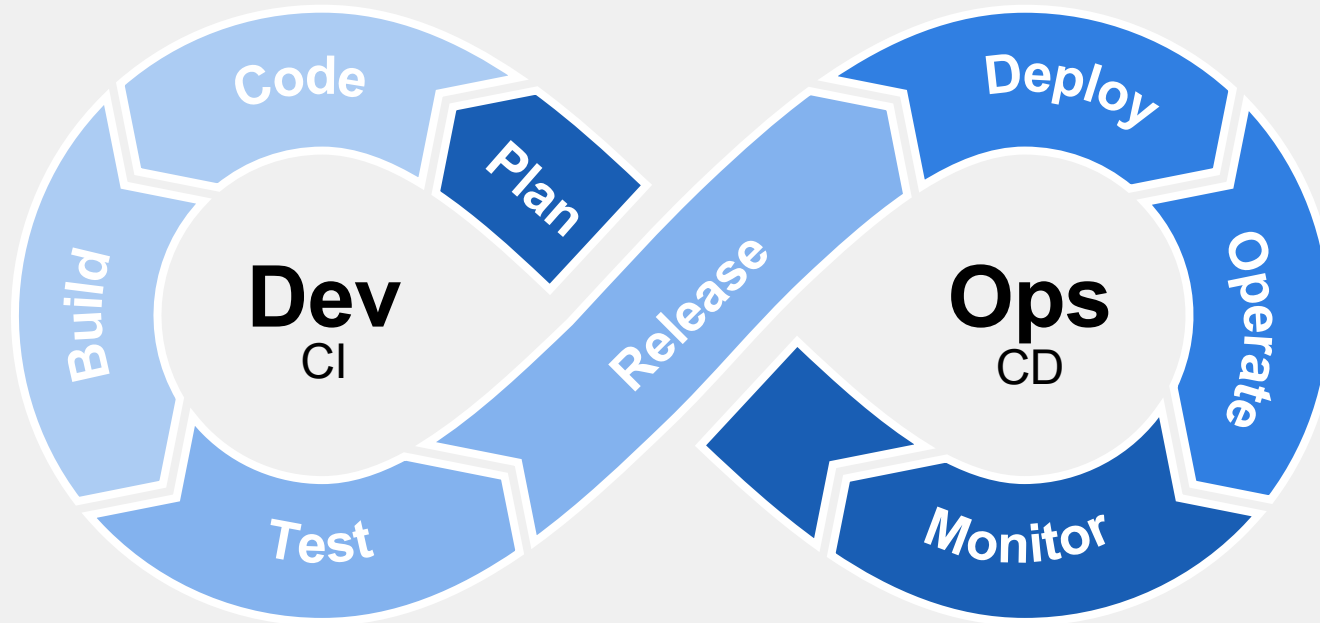 Plan
Code
Build
Test
Release
Deploy
Operate
Monitor
Dev
CI
Ops
CD